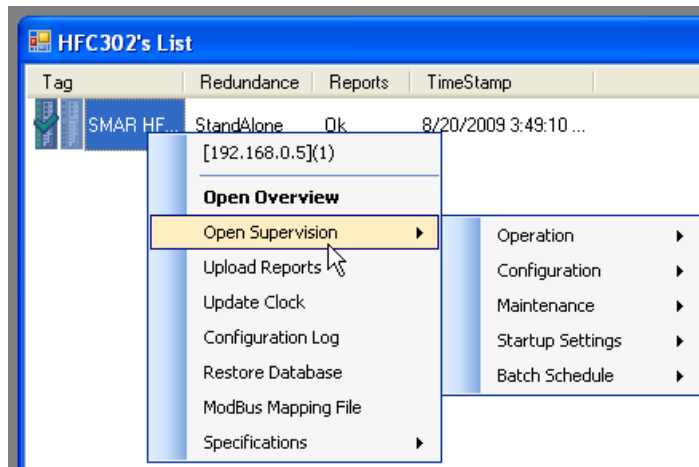 HFC302's List
Tag Redundance Reports TimeStamp
SMAR HF... StandAlone Ok 8/20/2009 3:49:10 ...
[192.168.0.5](1)
Open Overview
Open Supervision
Operation
Upload Reports
Configuration
Update Clock
Maintenance
Configuration Log
Startup Settings
Restore Database
Batch Schedule
ModBus Mapping File
Specifications